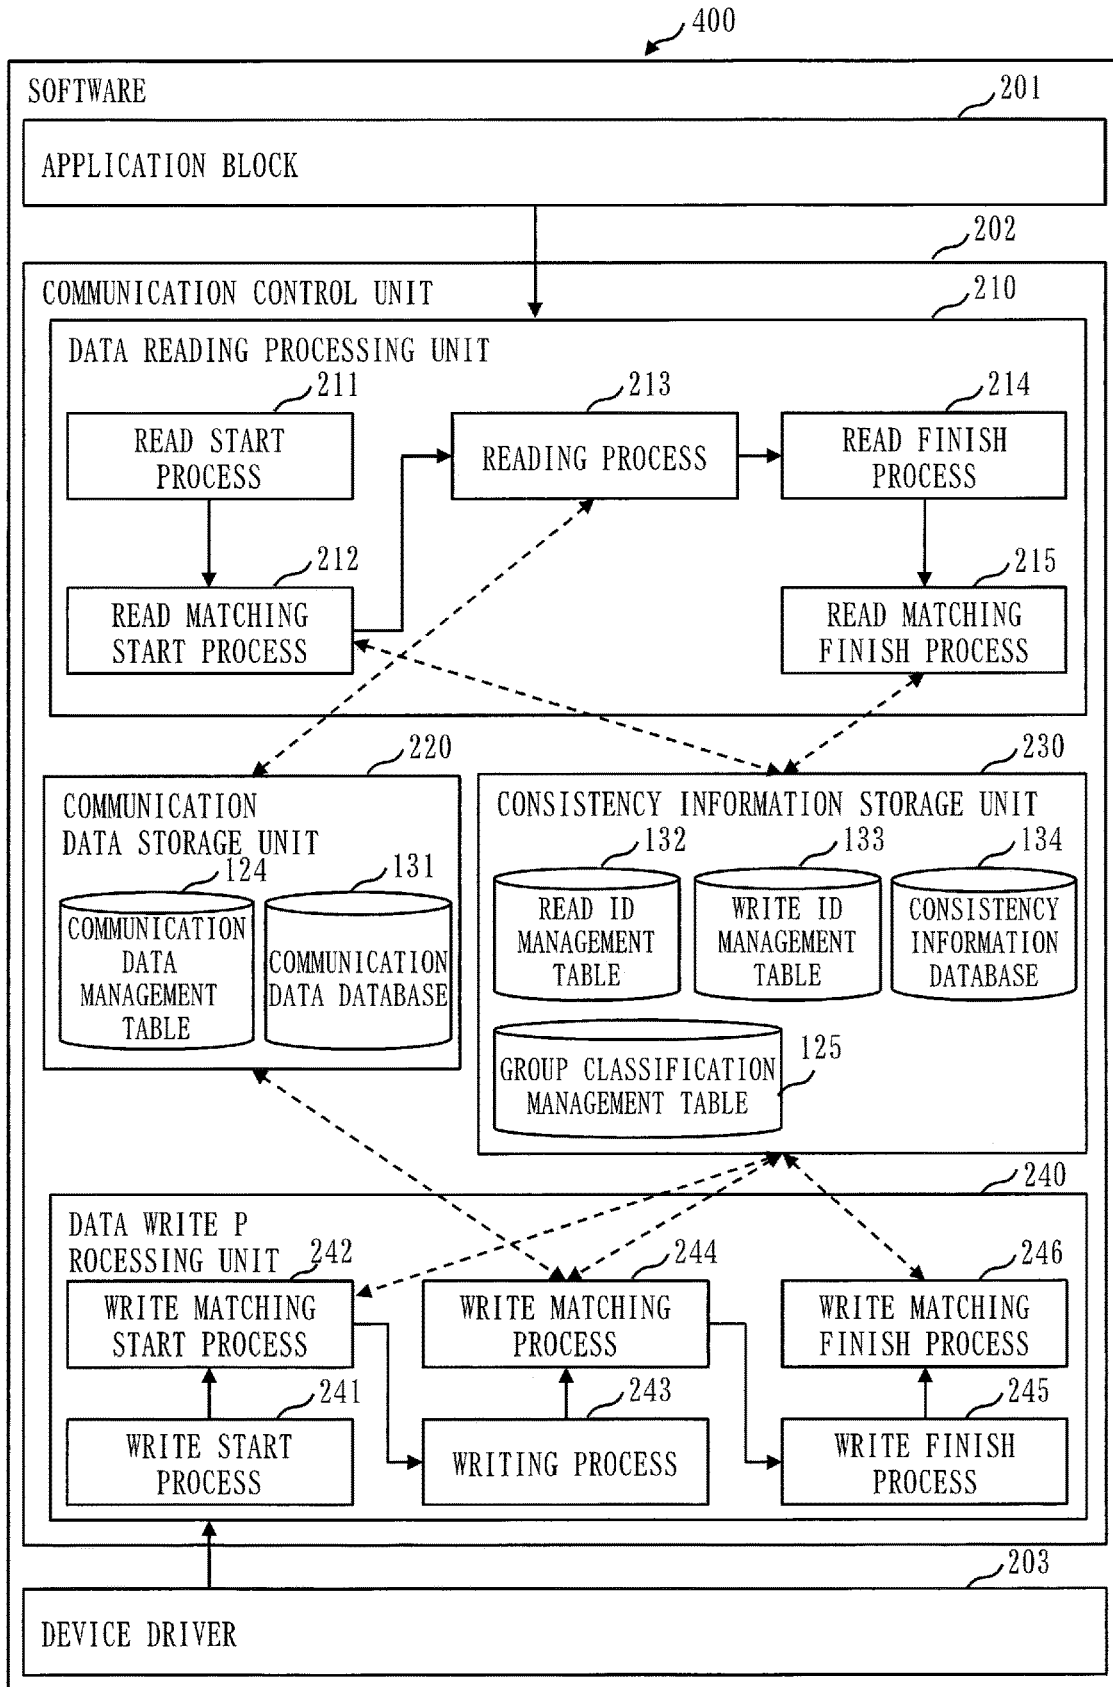 400
SOFTWARE
201
APPLICATION BLOCK
202
COMMUNICATION CONTROL UNIT
210
DATA READING PROCESSING UNIT
211
READ START
PROCESS
213
READING PROCESS
214
READ FINISH
PROCESS
212
READ MATCHING
START PROCESS
215
READ MATCHING
FINISH PROCESS
220
COMMUNICATION
DATA STORAGE UNIT
124
COMMUNICATION
DATA
MANAGEMENT
TABLE
131
COMMUNICATION
DATA DATABASE
230
CONSISTENCY INFORMATION STORAGE UNIT
132
READ ID
MANAGEMENT
TABLE
133
WRITE ID
MANAGEMENT
TABLE
134
CONSISTENCY
INFORMATION
DATABASE
125
GROUP CLASSIFICATION
MANAGEMENT TABLE
240
DATA WRITE P
ROCESSING UNIT
242
WRITE MATCHING
START PROCESS
244
WRITE MATCHING
PROCESS
246
WRITE MATCHING
FINISH PROCESS
241
WRITE START
PROCESS
243
WRITING PROCESS
245
WRITE FINISH
PROCESS
203
DEVICE DRIVER